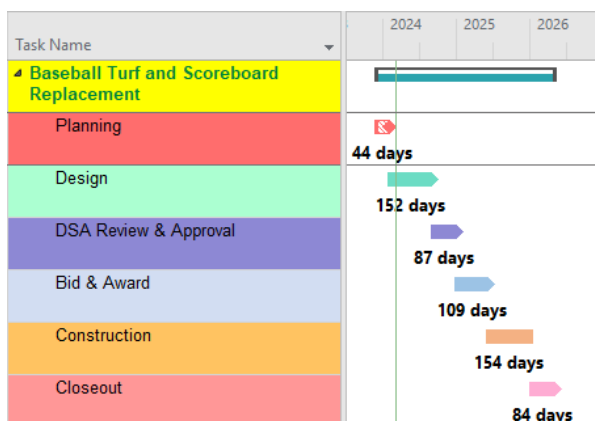 2024 2025 2026
Task Name
Baseball Turf and Scoreboard
Replacement
Planning
44 days
Design
152 days
DSA Review & Approval
87 days
Bid & Award
109 days
Construction
154 days
Closeout
84 days